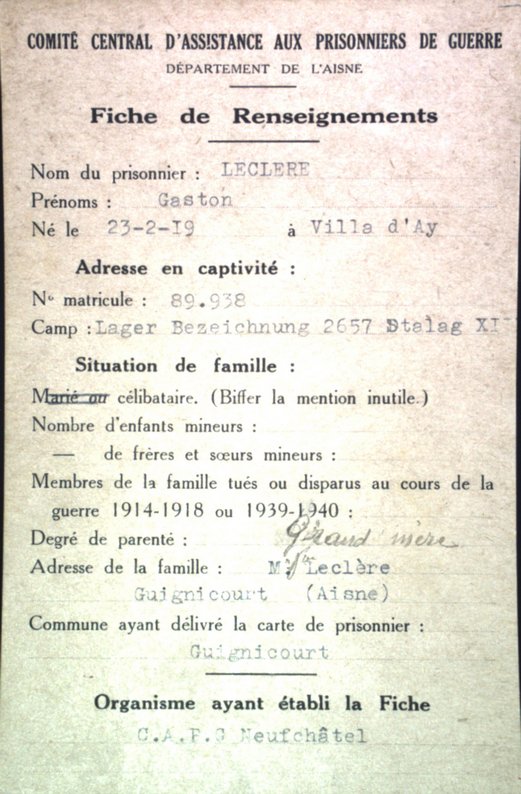 COMITÉ CENTRAL D'ASSISTANCE AUX PRISONNIERS DE GUERRE
DÉPARTEMENT DE L'AISNE
Fiche de Renseignements
Nom du prisonnier : LECLERE
Prénoms : Gaston
Né le 23-2-I9 à Villa d'Ay
Adresse en captivité :
No matricule : 89.938
Camp : Lager Bezeichnung 2657 Stalag XI
Situation de famille :
Marié ou célibataire. (Biffer la mention inutile.)
Nombre d'enfants mineurs :
— de frères et sœurs mineurs :
Membres de la famille tués ou disparus au cours de la
guerre 1914-1918 ou 1939-1940 :
Degré de parenté : Grand mère
Adresse de la famille : M Leclère
Guignicourt (Aisne)
Commune ayant délivré la carte de prisonnier :
Guignicourt
Organisme ayant établi la Fiche
C.A.P.G Neufchâtel